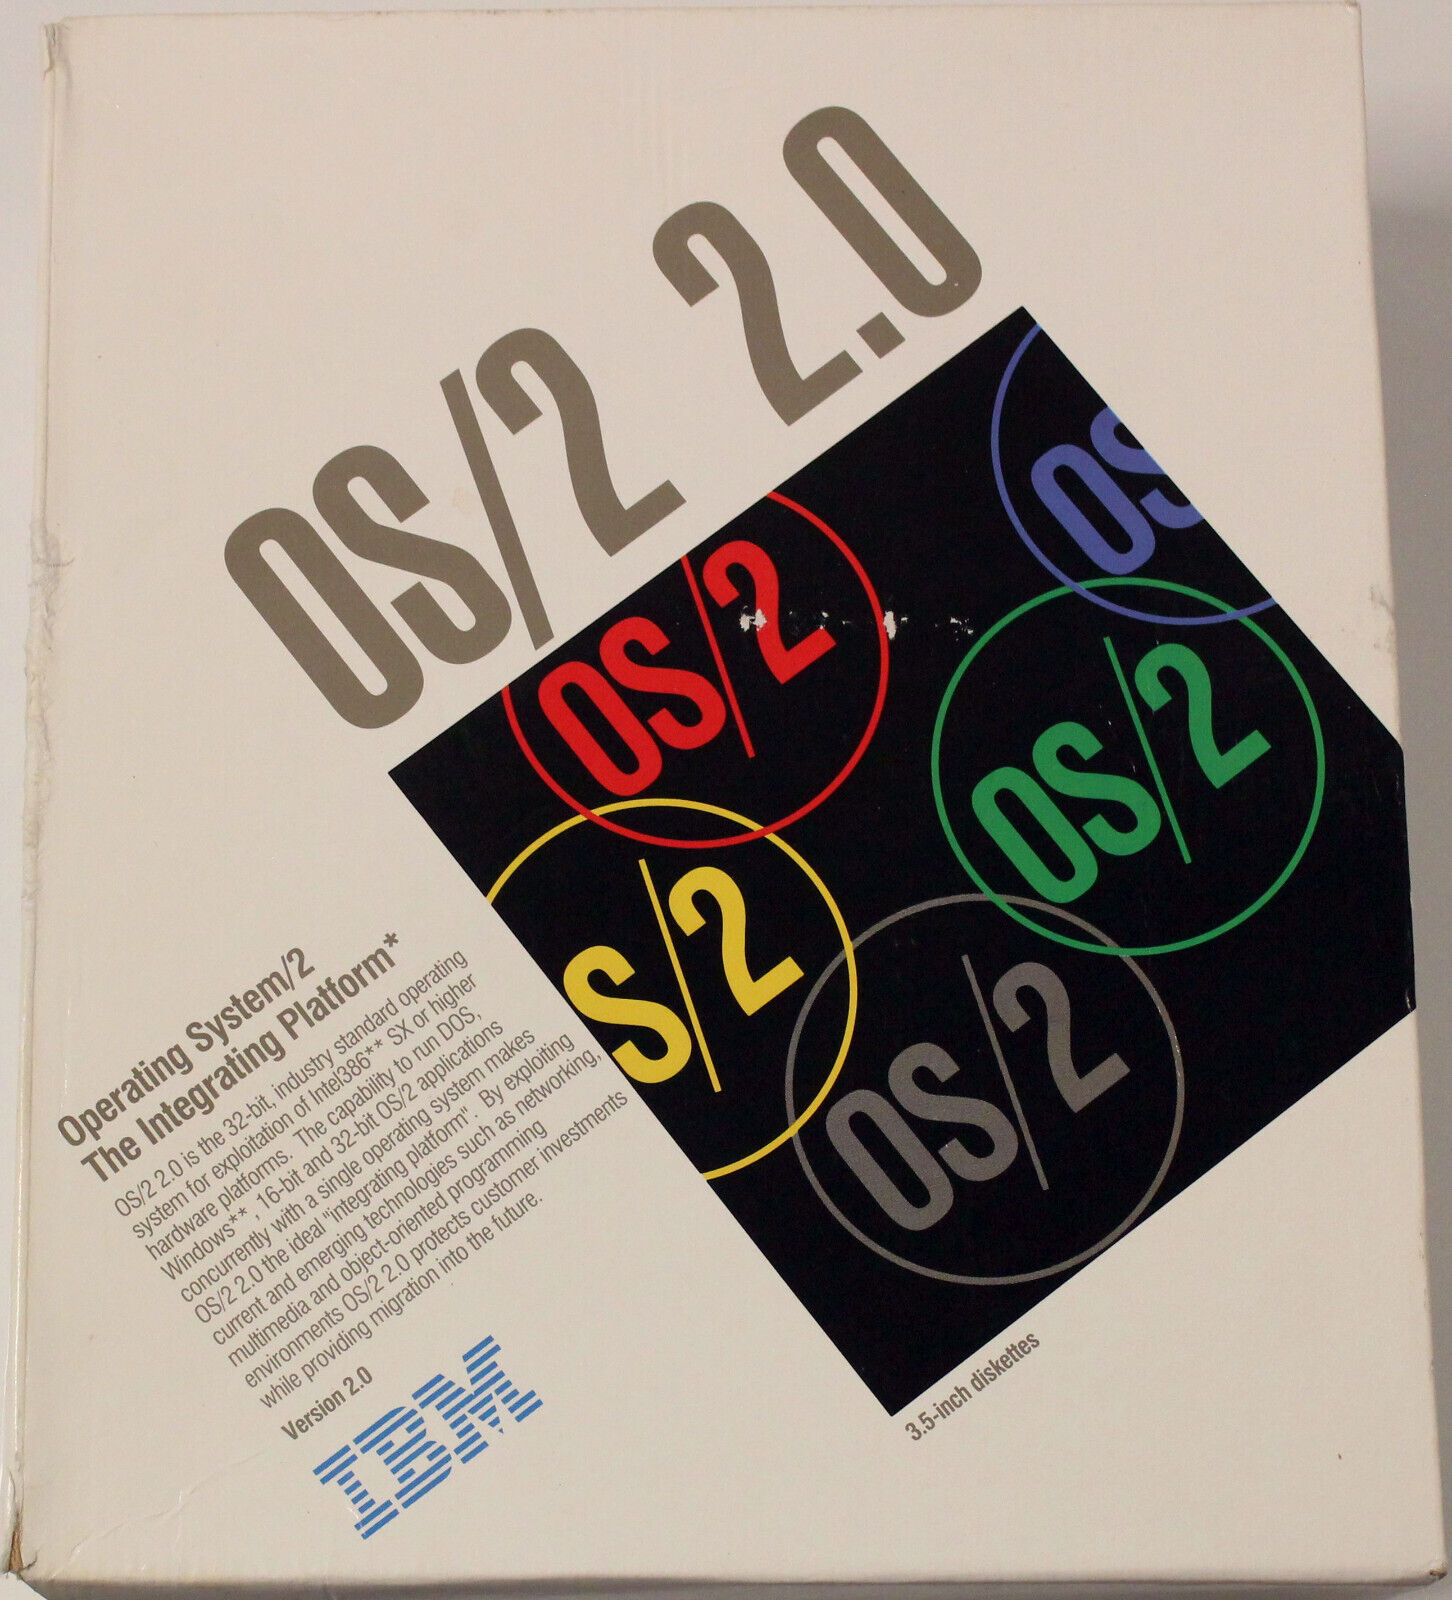 OS/2 2.0
OS
OS/2
OS/2
S/2
OS/2
Operating System/2
The Integrating Platform*
OS/2 2.0 is the 32-bit, industry standard operating
system for exploitation of Intel386** SX or higher
hardware platforms. The capability to run DOS,
Windows**, 16-bit and 32-bit OS/2 applications
concurrently with a single operating system makes
OS/2 2.0 the ideal "integrating platform". By exploiting
current and emerging technologies such as networking,
multimedia and object-oriented programming
environments OS/2 2.0 protects customer investments
while providing migration into the future.
Version 2.0
IBM
3.5-inch diskettes